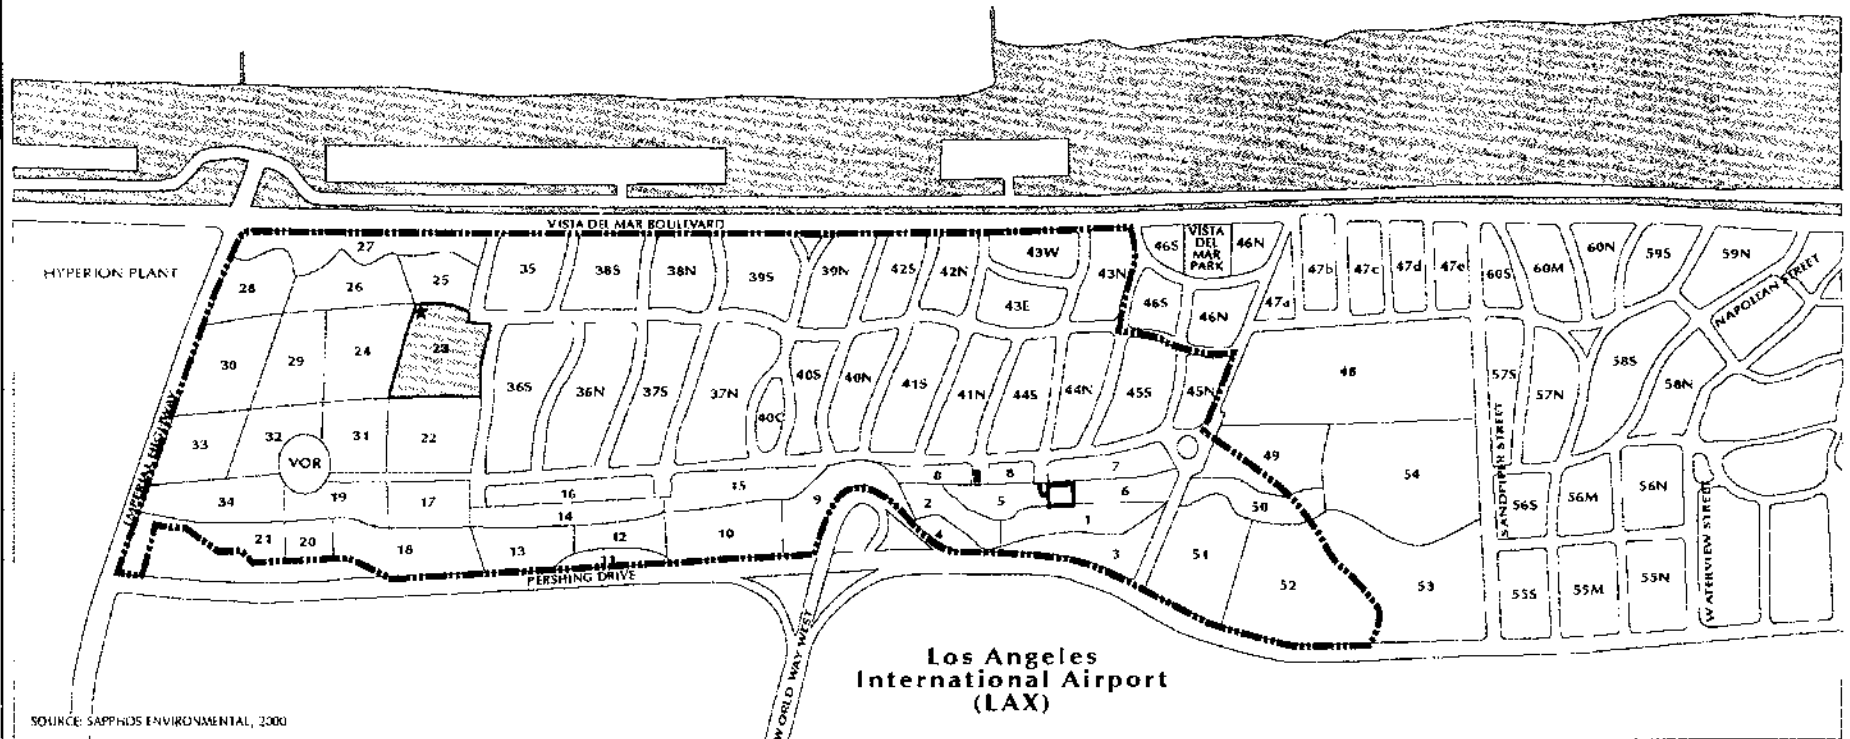 VISTA DEL MAR BOULEVARD
HYPERION PLANT
27
28
26
25
35
38S
38N
39S
39N
42S
42N
43W
43E
43N
46S
VISTA
DEL
MAR
PARK
46N
46S
46N
47a
47b
47c
47d
47e
60S
60M
60N
59S
59N
NAPOLEAN STREET
30
29
24
23
36S
36N
37S
37N
40C
40S
40N
41S
41N
44S
44N
45S
45N
48
57S
57N
58S
58N
IMPERIAL HIGHWAY
33
32
31
22
VOR
34
19
17
16
15
14
9
8
8
7
2
5
6
1
4
3
49
50
54
SANDPIPER STREET
56S
56M
56N
WATERVIEW STREET
21
20
18
13
12
11
10
51
52
53
55S
55M
55N
PERSHING DRIVE
WORLD WAY WEST
Los Angeles
International Airport
(LAX)
SOURCE: SAPPHOS ENVIRONMENTAL, 2000